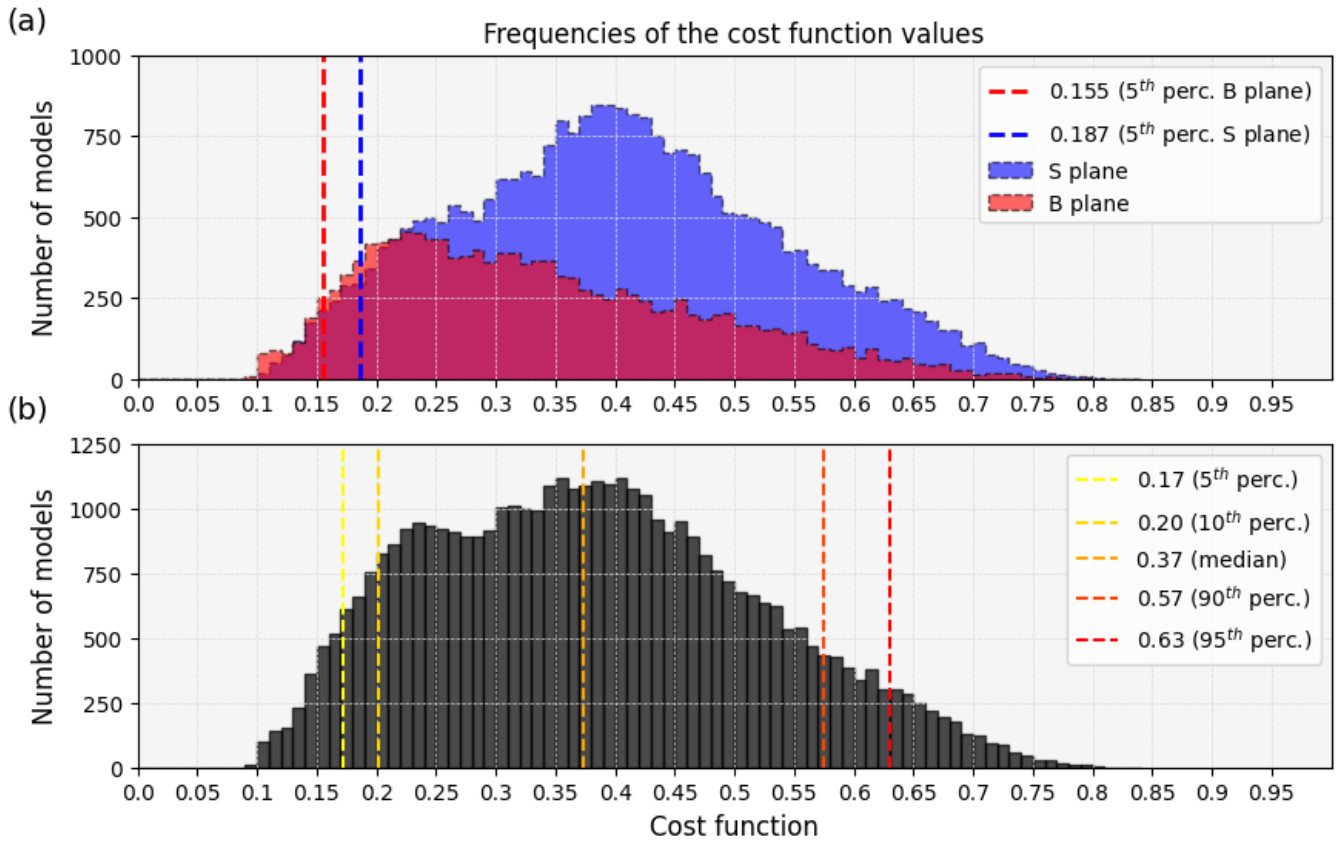 (a)
Frequencies of the cost function values
1000
750
500
250
0
Number of models
0.155 (5th perc. B plane)
0.187 (5th perc. S plane)
S plane
B plane
0.0 0.05 0.1 0.15 0.2 0.25 0.3 0.35 0.4 0.45 0.5 0.55 0.6 0.65 0.7 0.75 0.8 0.85 0.9 0.95
(b)
1250
1000
750
500
250
0
Number of models
0.17 (5th perc.)
0.20 (10th perc.)
0.37 (median)
0.57 (90th perc.)
0.63 (95th perc.)
0.0 0.05 0.1 0.15 0.2 0.25 0.3 0.35 0.4 0.45 0.5 0.55 0.6 0.65 0.7 0.75 0.8 0.85 0.9 0.95
Cost function